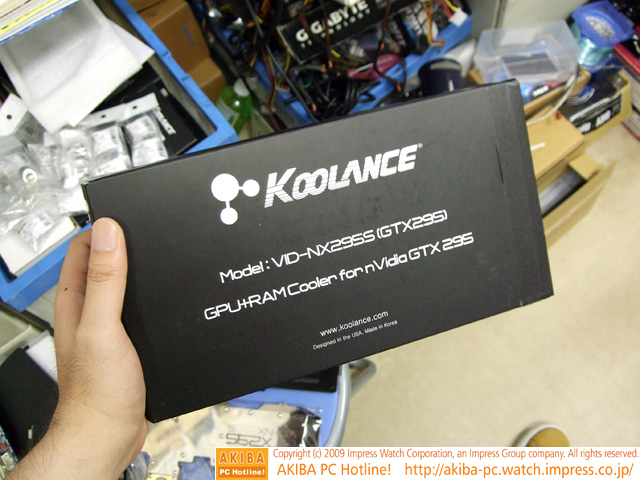 GIGABYTE
KOOLANCE®
Model : VID-NX295S (GTX295)
GPU+RAM Cooler for nVidia GTX 295
www.koolance.com
Designed in the USA, Made in Korea
AKIBA
PC Hotline!
Copyright (c) 2009 Impress Watch Corporation, an Impress Group company. All rights reserved.
AKIBA PC Hotline! http://akiba-pc.watch.impress.co.jp/